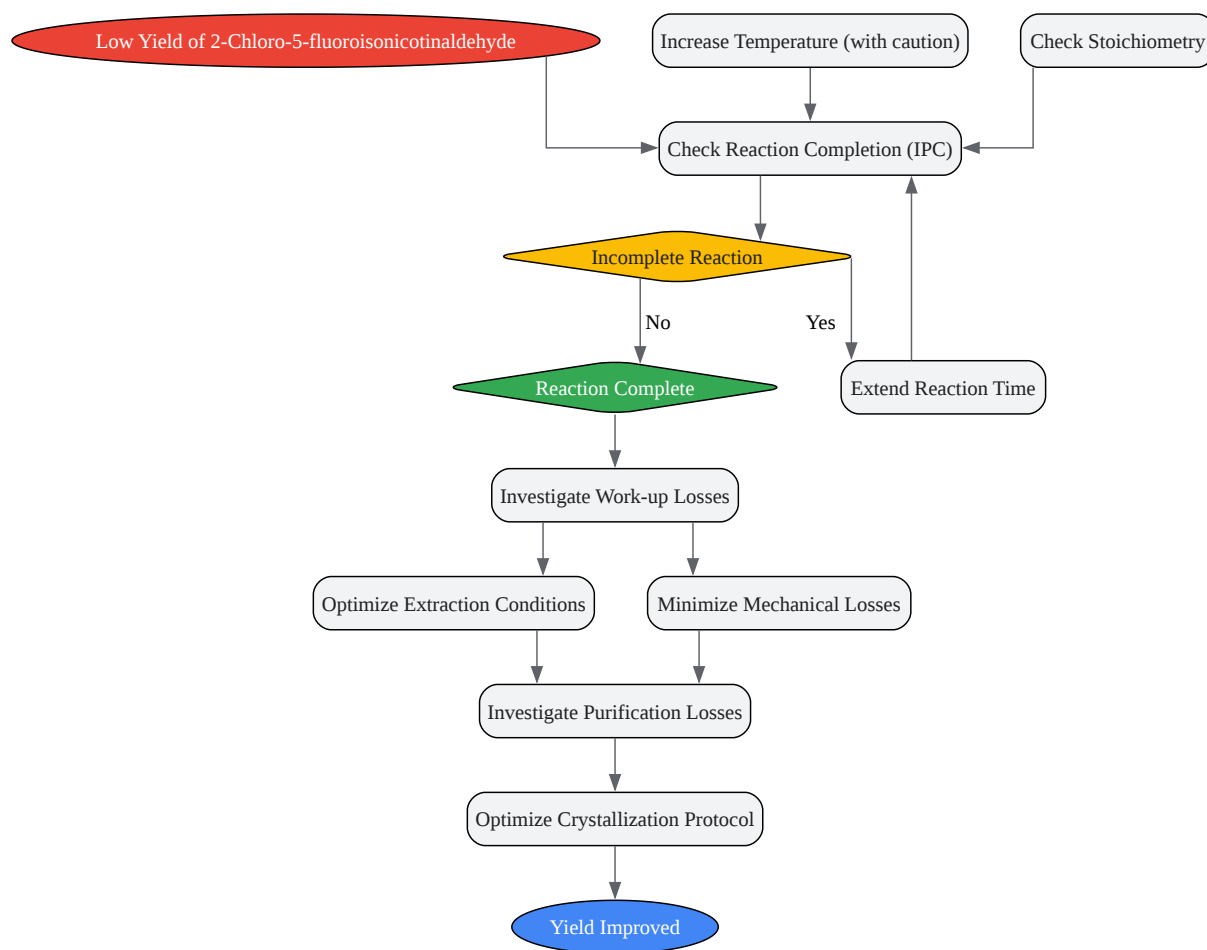 Low Yield of 2-Chloro-5-fluoroisonicotinaldehyde
Increase Temperature (with caution)
Check Stoichiometry
Check Reaction Completion (IPC)
Incomplete Reaction
No
Yes
Reaction Complete
Extend Reaction Time
Investigate Work-up Losses
Optimize Extraction Conditions
Minimize Mechanical Losses
Investigate Purification Losses
Optimize Crystallization Protocol
Yield Improved